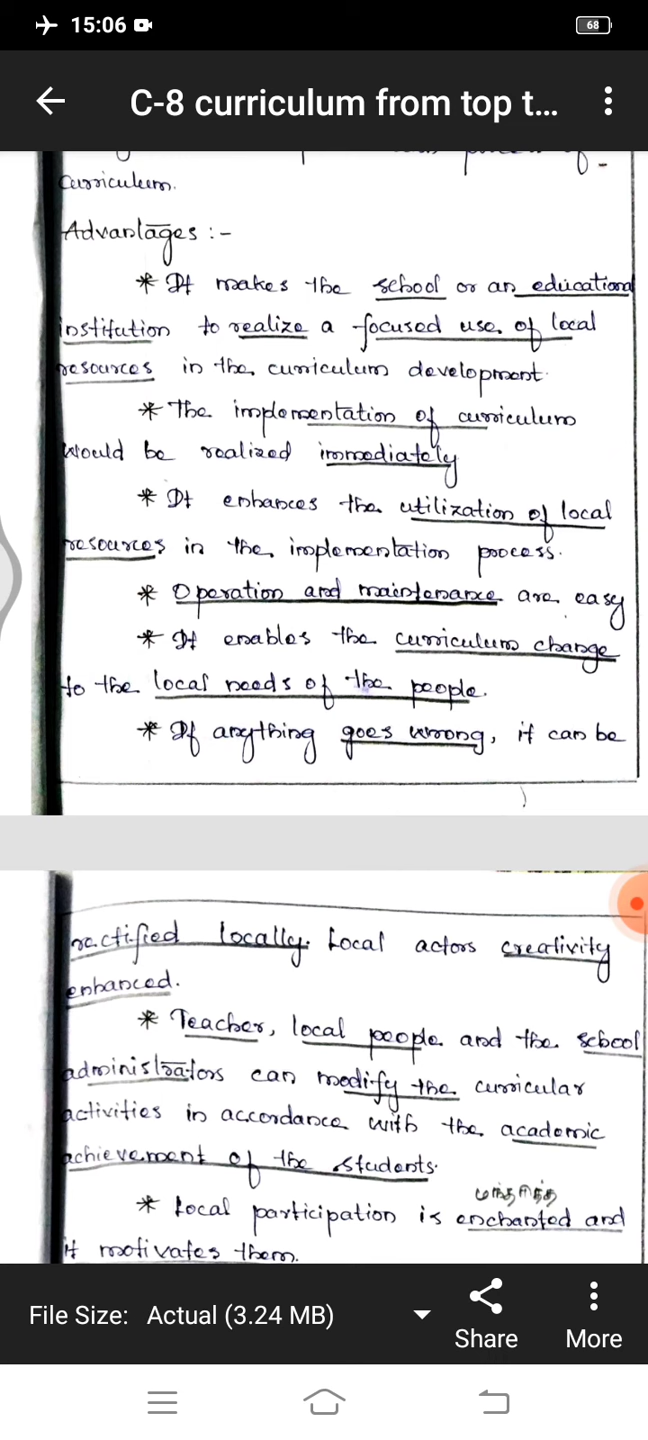 15:06
68
C-8 curriculum from top t...
curriculum.
Advantages :-
* It makes the school or an educational
institution to realize a focused use of local
resources in the curriculum development.
* The implementation of curriculum
would be realized immediately
* It enhances the utilization of local
resources in the implementation process.
* Operation and maintenance are easy
* It enables the curriculum change
to the local needs of the people.
* If anything goes wrong, it can be
rectified locally. Local actors creativity
enhanced.
* Teacher, local people and the school
administrators can modify the curricular
activities in accordance with the academic
achievement of the students.
* Local participation is enchanted and
it motivates them.
File Size: Actual (3.24 MB)
Share
More